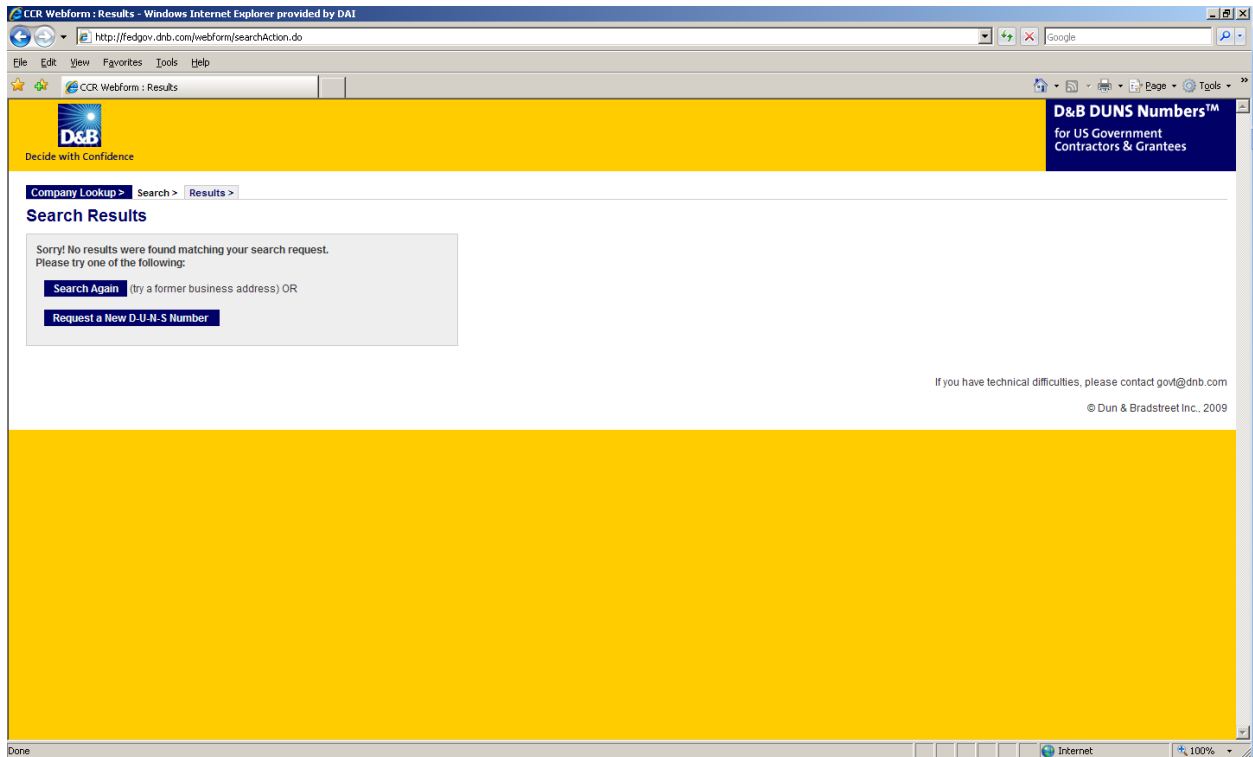 CCR Webform : Results - Windows Internet Explorer provided by DAI
http://fedgov.dnb.com/webform/searchAction.do
Google
File Edit View Favorites Tools Help
CCR Webform : Results
Page Tools »
D&B
Decide with Confidence
D&B DUNS Numbers™
for US Government
Contractors & Grantees
Company Lookup > Search > Results >
Search Results
Sorry! No results were found matching your search request.
Please try one of the following:
Search Again (try a former business address) OR
Request a New D-U-N-S Number
If you have technical difficulties, please contact govt@dnb.com
© Dun & Bradstreet Inc., 2009
Done
Internet
100%